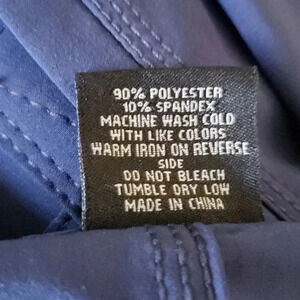 90% POLYESTER
10% SPANDEX
MACHINE WASH COLD
WITH LIKE COLORS
WARM IRON ON REVERSE
SIDE
DO NOT BLEACH
TUMBLE DRY LOW
MADE IN CHINA